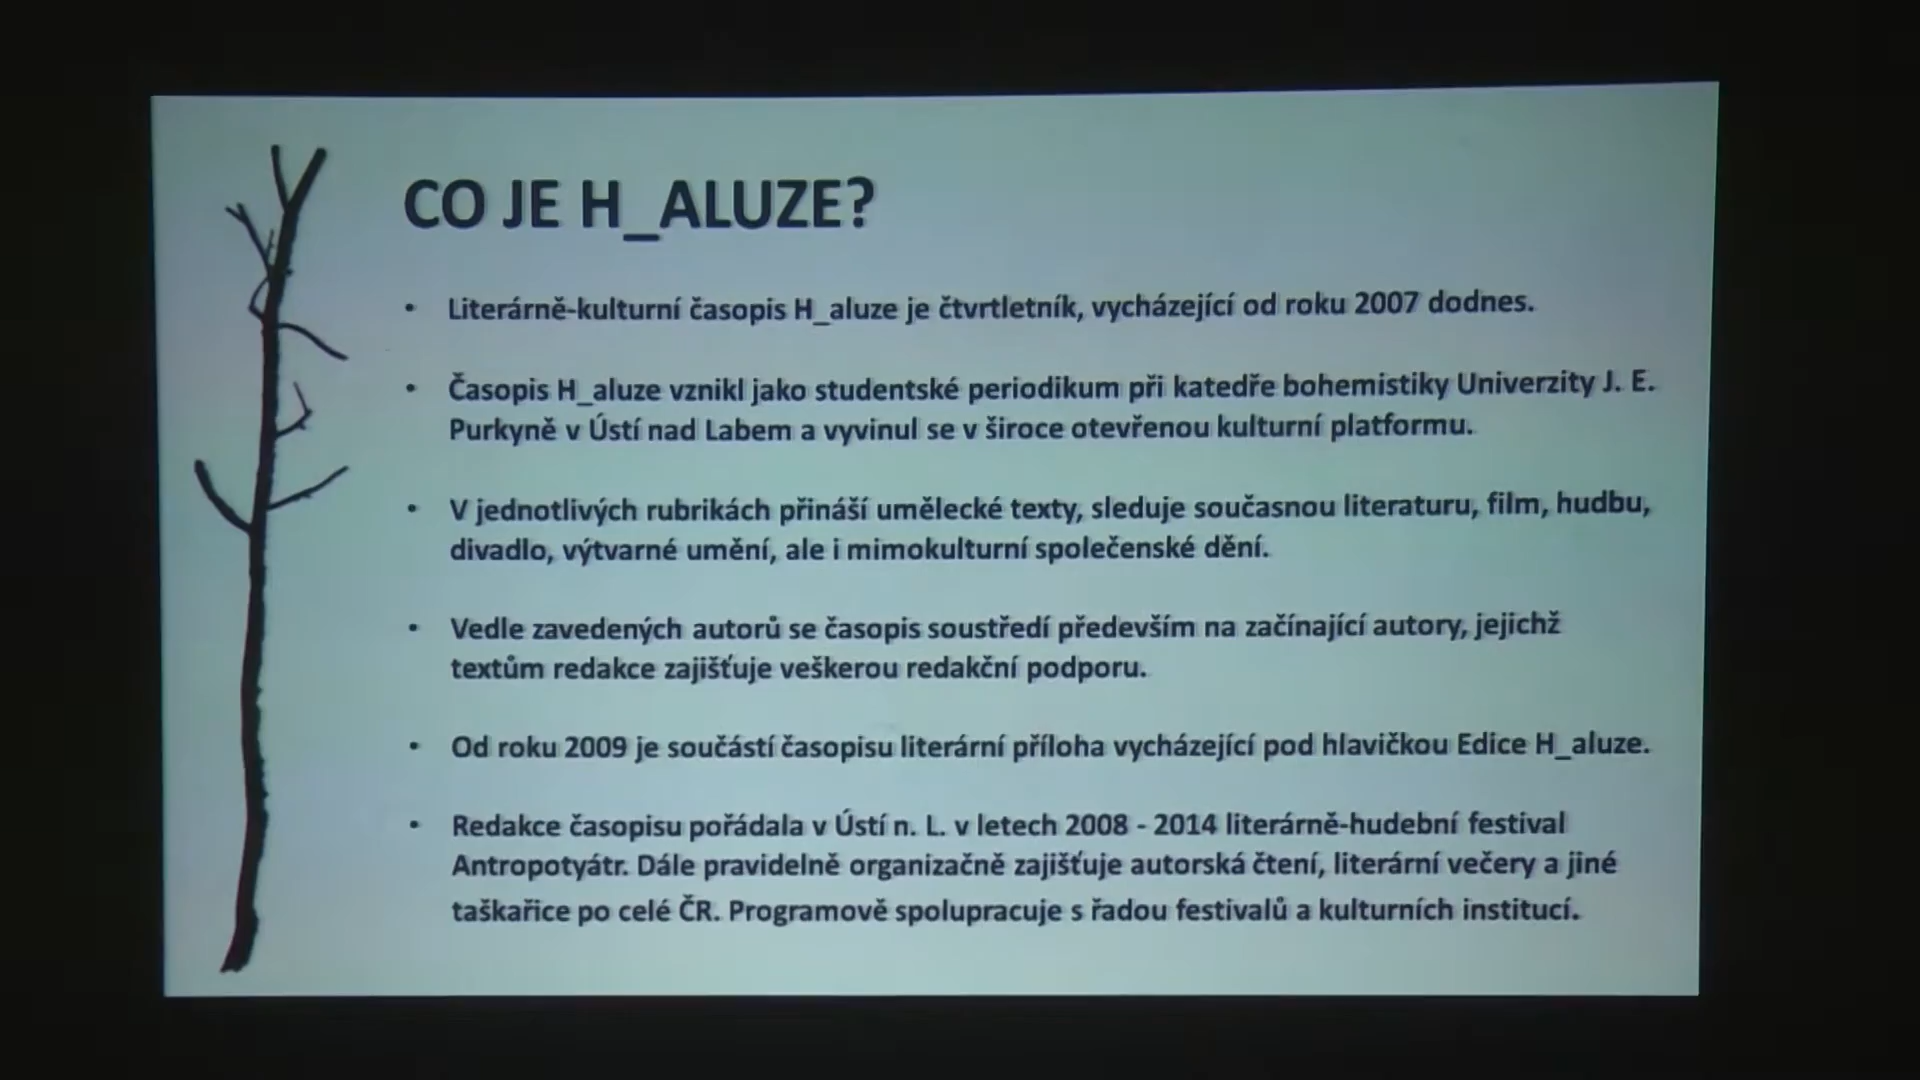 CO JE H_ALUZE?
• Literárně-kulturní časopis H_aluze je čtvrtletník, vycházející od roku 2007 dodnes.
• Časopis H_aluze vznikl jako studentské periodikum při katedře bohemistiky Univerzity J. E.
Purkyně v Ústí nad Labem a vyvinul se v široce otevřenou kulturní platformu.
• V jednotlivých rubrikách přináší umělecké texty, sleduje současnou literaturu, film, hudbu,
divadlo, výtvarné umění, ale i mimokulturní společenské dění.
• Vedle zavedených autorů se časopis soustředí především na začínající autory, jejichž
textům redakce zajišťuje veškerou redakční podporu.
• Od roku 2009 je součástí časopisu literární příloha vycházející pod hlavičkou Edice H_aluze.
• Redakce časopisu pořádala v Ústí n. L. v letech 2008 - 2014 literárně-hudební festival
Antropotyátr. Dále pravidelně organizačně zajišťuje autorská čtení, literární večery a jiné
taškařice po celé ČR. Programově spolupracuje s řadou festivalů a kulturních institucí.